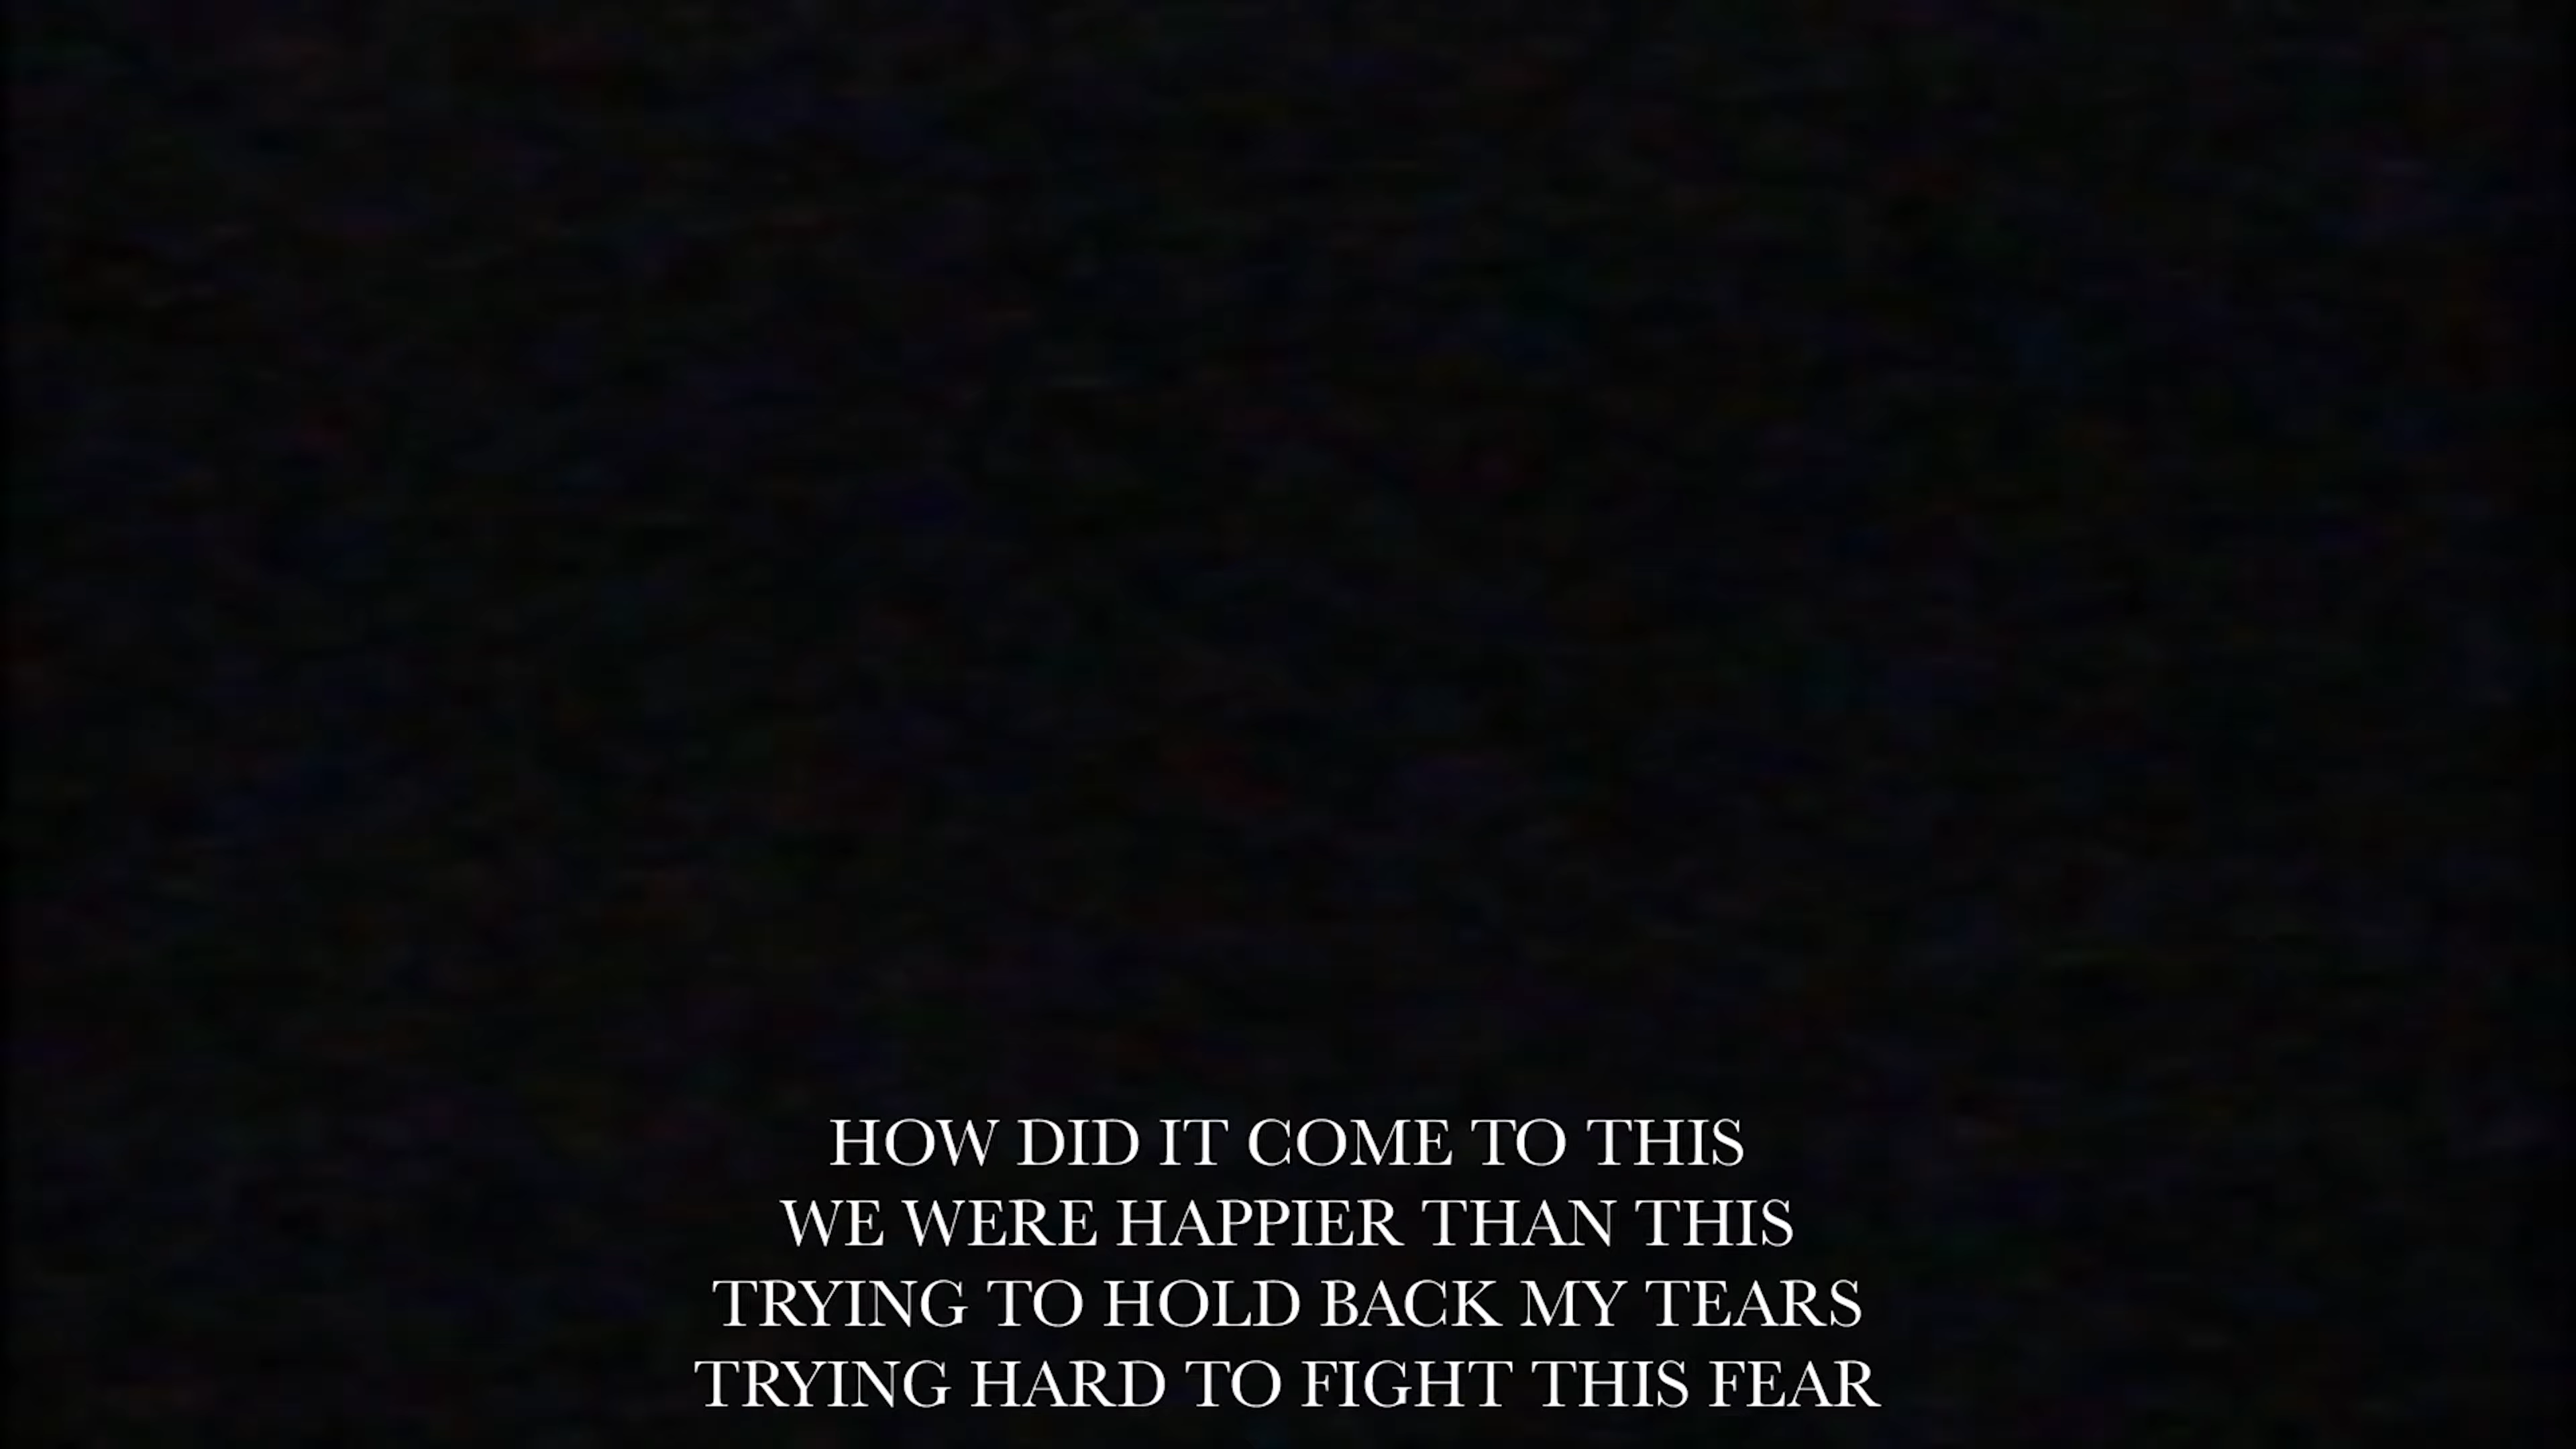 HOW DID IT COME TO THIS
WE WERE HAPPIER THAN THIS
TRYING TO HOLD BACK MY TEARS
TRYING HARD TO FIGHT THIS FEAR